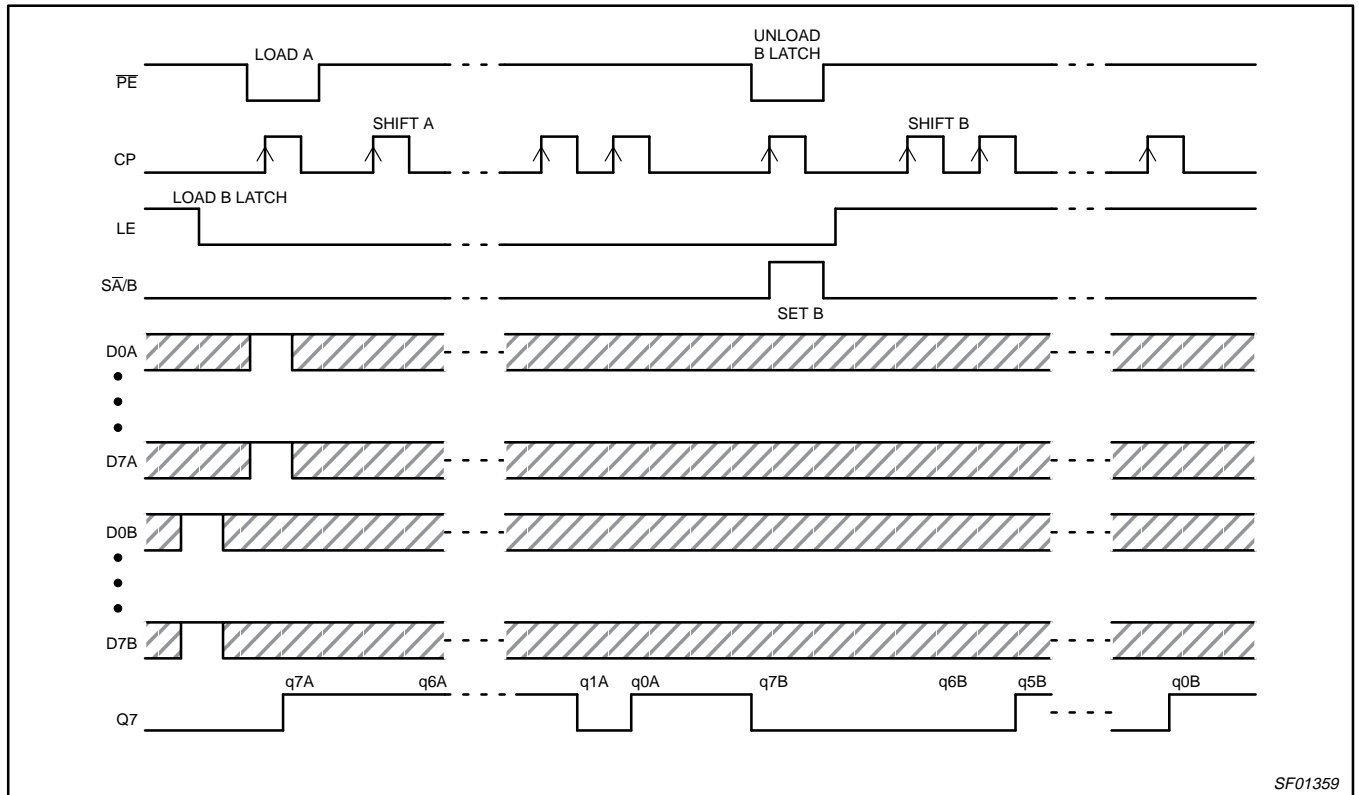 LOAD A
UNLOAD
B LATCH
PE
SHIFT A
SHIFT B
CP
LOAD B LATCH
LE
SA/B
SET B
D0A
D7A
D0B
D7B
q7A q6A q1A q0A q7B q6B q5B q0B
Q7
SF01359